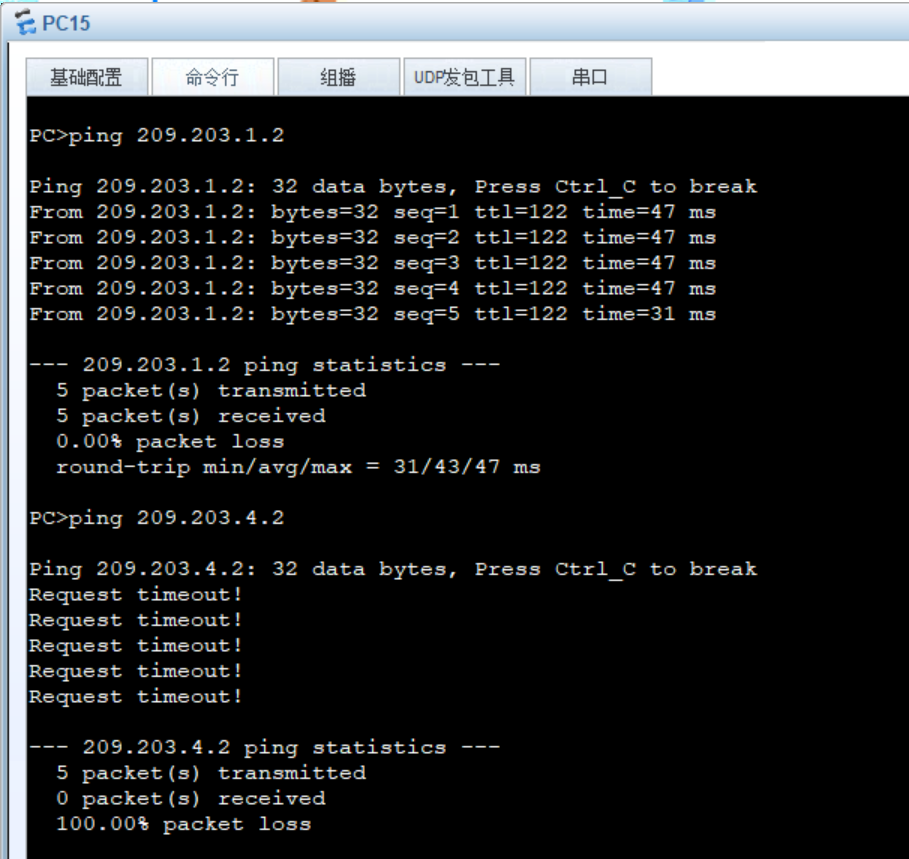 PC15
基础配置 命令行 组播 UDP发包工具 串口
PC>ping 209.203.1.2
Ping 209.203.1.2: 32 data bytes, Press Ctrl_C to break
From 209.203.1.2: bytes=32 seq=1 ttl=122 time=47 ms
From 209.203.1.2: bytes=32 seq=2 ttl=122 time=47 ms
From 209.203.1.2: bytes=32 seq=3 ttl=122 time=47 ms
From 209.203.1.2: bytes=32 seq=4 ttl=122 time=47 ms
From 209.203.1.2: bytes=32 seq=5 ttl=122 time=31 ms
--- 209.203.1.2 ping statistics ---
5 packet(s) transmitted
5 packet(s) received
0.00% packet loss
round-trip min/avg/max = 31/43/47 ms
PC>ping 209.203.4.2
Ping 209.203.4.2: 32 data bytes, Press Ctrl_C to break
Request timeout!
Request timeout!
Request timeout!
Request timeout!
Request timeout!
--- 209.203.4.2 ping statistics ---
5 packet(s) transmitted
0 packet(s) received
100.00% packet loss